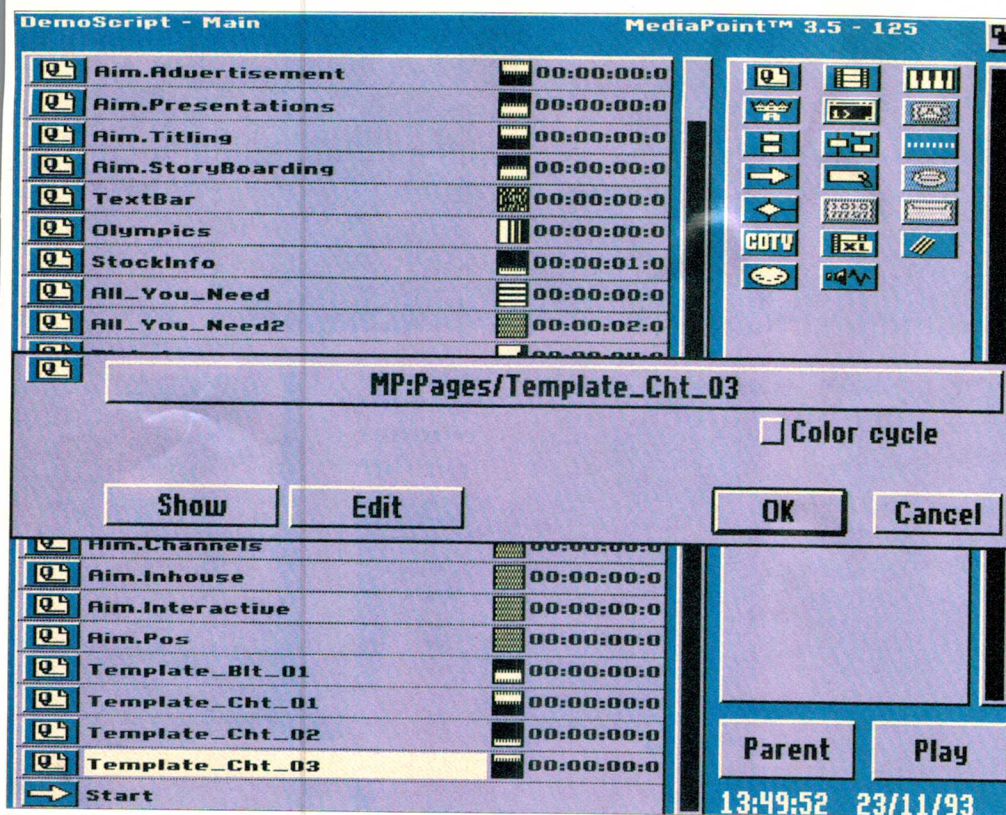 DemoScript - Main
MediaPoint™ 3.5 - 125
Aim.Advertisement 00:00:00:0
Aim.Presentations 00:00:00:0
Aim.Titling 00:00:00:0
Aim.StoryBoarding 00:00:00:0
TextBar 00:00:00:0
Olympics 00:00:00:0
StockInfo 00:00:01:0
All_You_Need 00:00:00:0
All_You_Need2 00:00:02:0
1>
CDTV
XL
MP:Pages/Template_Cht_03
Color cycle
Show
Edit
OK
Cancel
Aim.Channels 00:00:00:0
Aim.Inhouse 00:00:00:0
Aim.Interactive 00:00:00:0
Aim.Pos 00:00:00:0
Template_Blt_01 00:00:00:0
Template_Cht_01 00:00:00:0
Template_Cht_02 00:00:00:0
Template_Cht_03 00:00:00:0
Start
Parent
Play
13:49:52 23/11/93